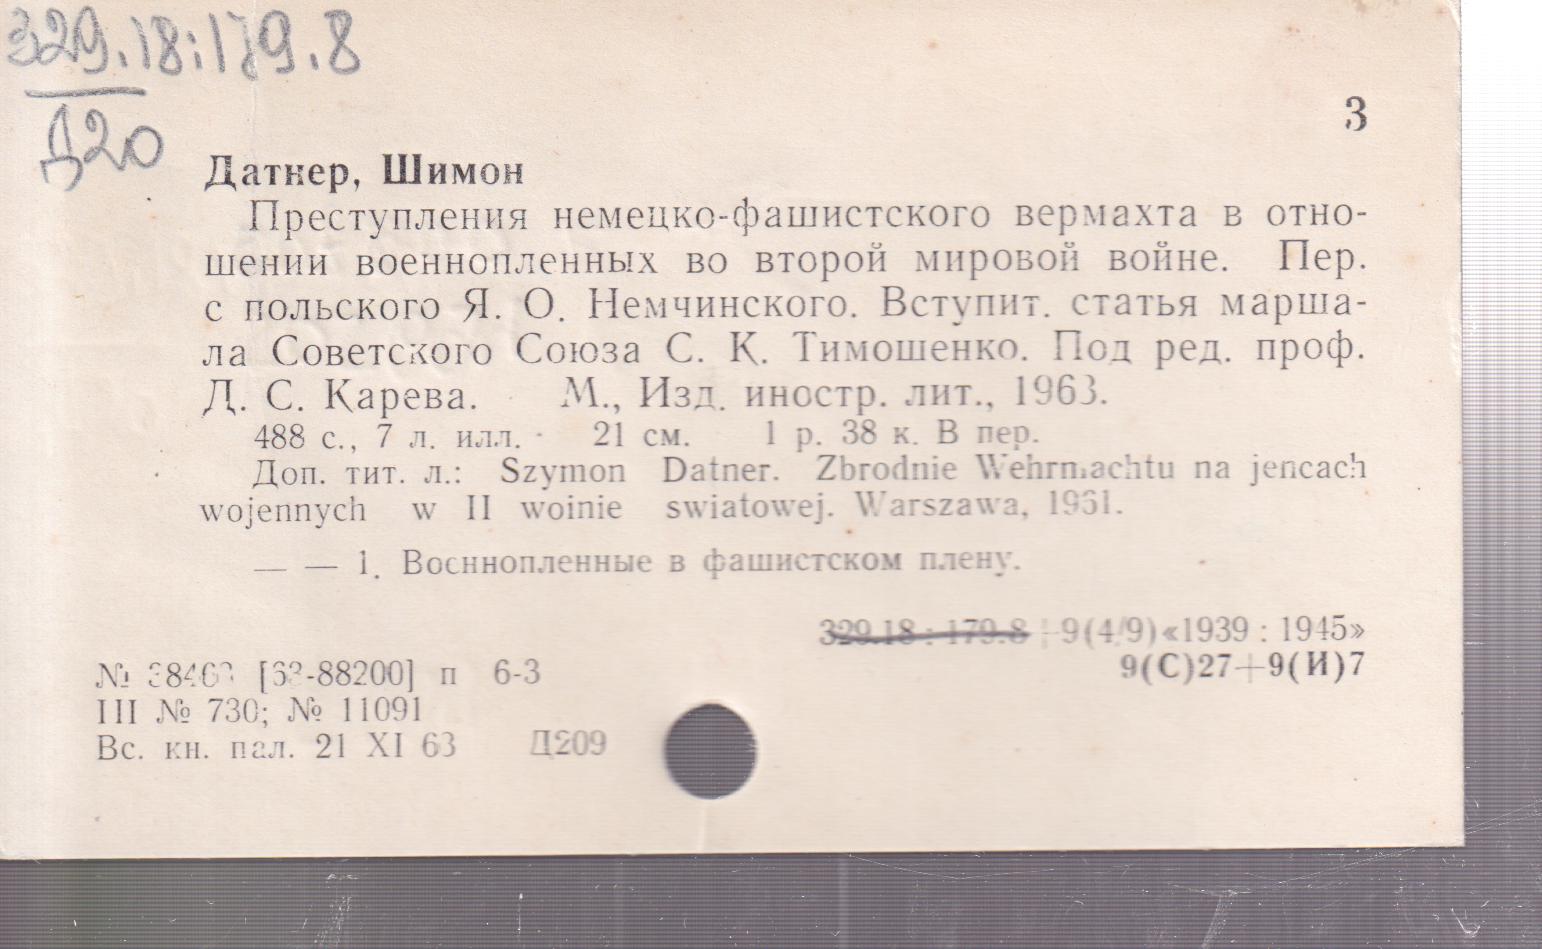 329.18:179.8
Д20
3
Датнер, Шимон
Преступления немецко-фашистского вермахта в отно-
шении военнопленных во второй мировой войне. Пер.
с польского Я. О. Немчинского. Вступит. статья марша-
ла Советского Союза С. К. Тимошенко. Под ред. проф.
Д. С. Карева. М., Изд. иностр. лит., 1963.
488 с., 7 л. илл. 21 см. 1 р. 38 к. В пер.
Доп. тит. л.: Szymon Datner. Zbrodnie Wehrmachtu na jencach
wojennych w II woinie swiatowej. Warszawa, 1961.
— — 1. Военнопленные в фашистском плену.
329.18 : 179.8 +9(4/9)«1939 : 1945»
9(С)27+9(И)7
№ [63-88200] п 6-3
III № 730; № 11091
Вс. кн. пал. 21 XI 63 Д209